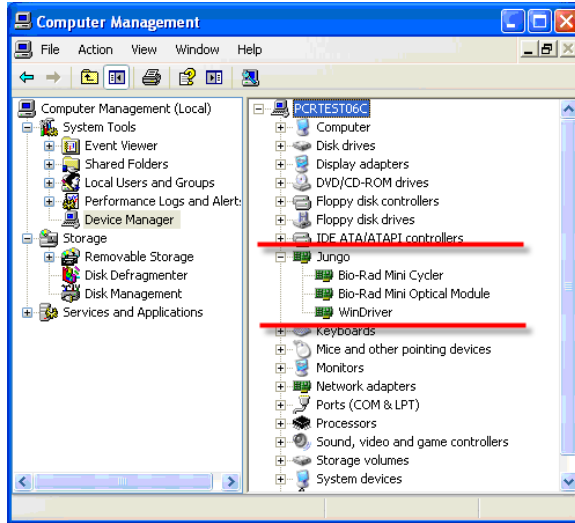 Computer Management
File Action View Window Help
Computer Management (Local)
System Tools
Event Viewer
Shared Folders
Local Users and Groups
Performance Logs and Alert
Device Manager
Storage
Removable Storage
Disk Defragmenter
Disk Management
Services and Applications
PCRTEST06C
Computer
Disk drives
Display adapters
DVD/CD-ROM drives
Floppy disk controllers
Floppy disk drives
IDE ATA/ATAPI controllers
Jungo
Bio-Rad Mini Cycler
Bio-Rad Mini Optical Module
WinDriver
Keyboards
Mice and other pointing devices
Monitors
Network adapters
Ports (COM & LPT)
Processors
Sound, video and game controllers
Storage volumes
System devices